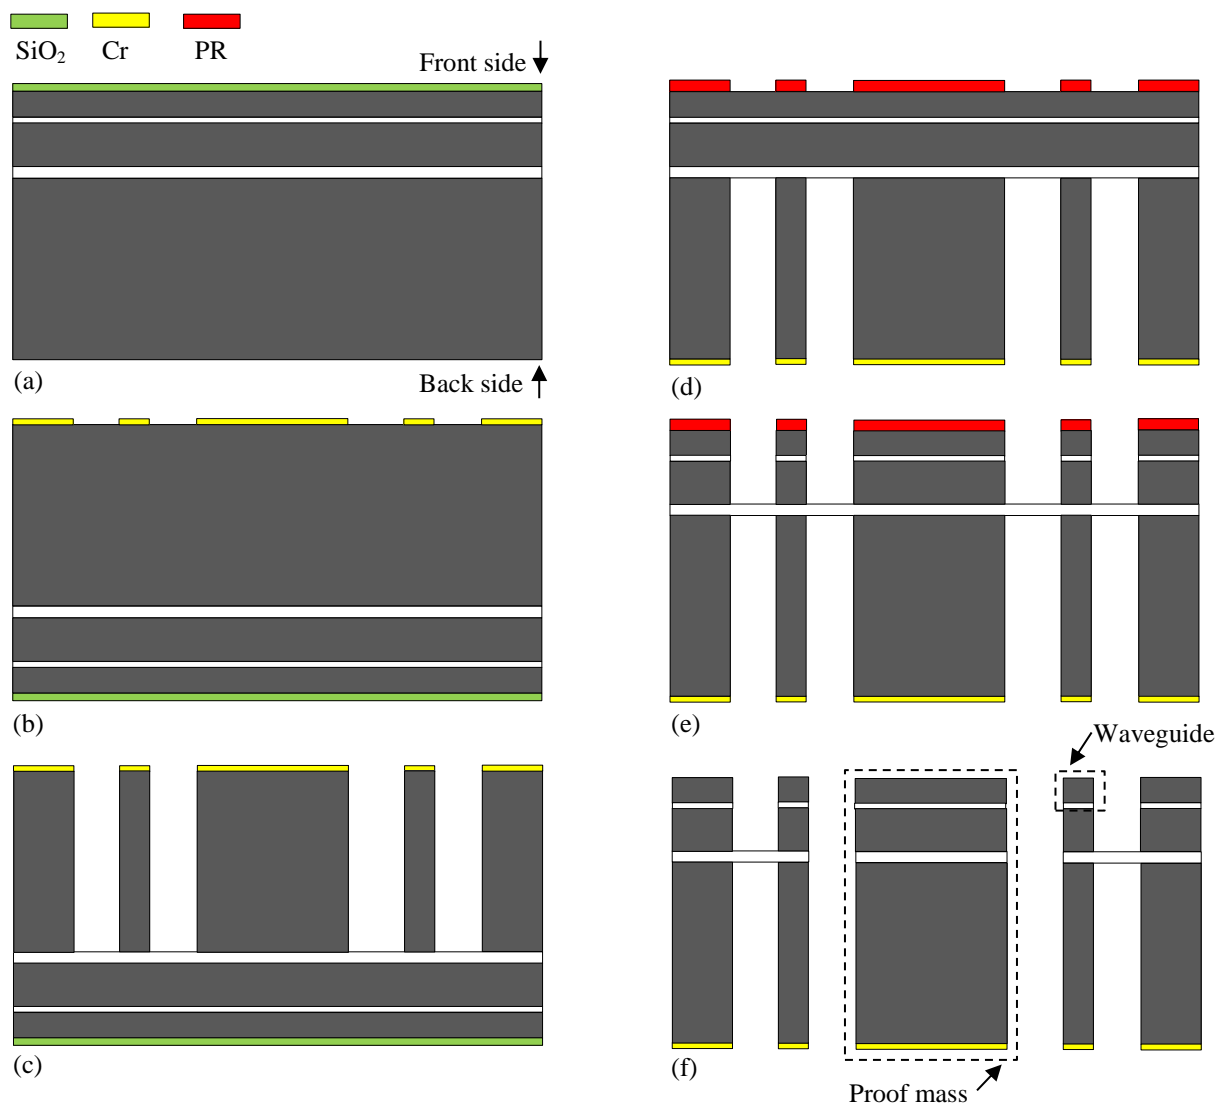 SiO₂ Cr PR
Front side
(a)
Back side
(b)
(c)
(d)
(e)
Waveguide
(f)
Proof mass